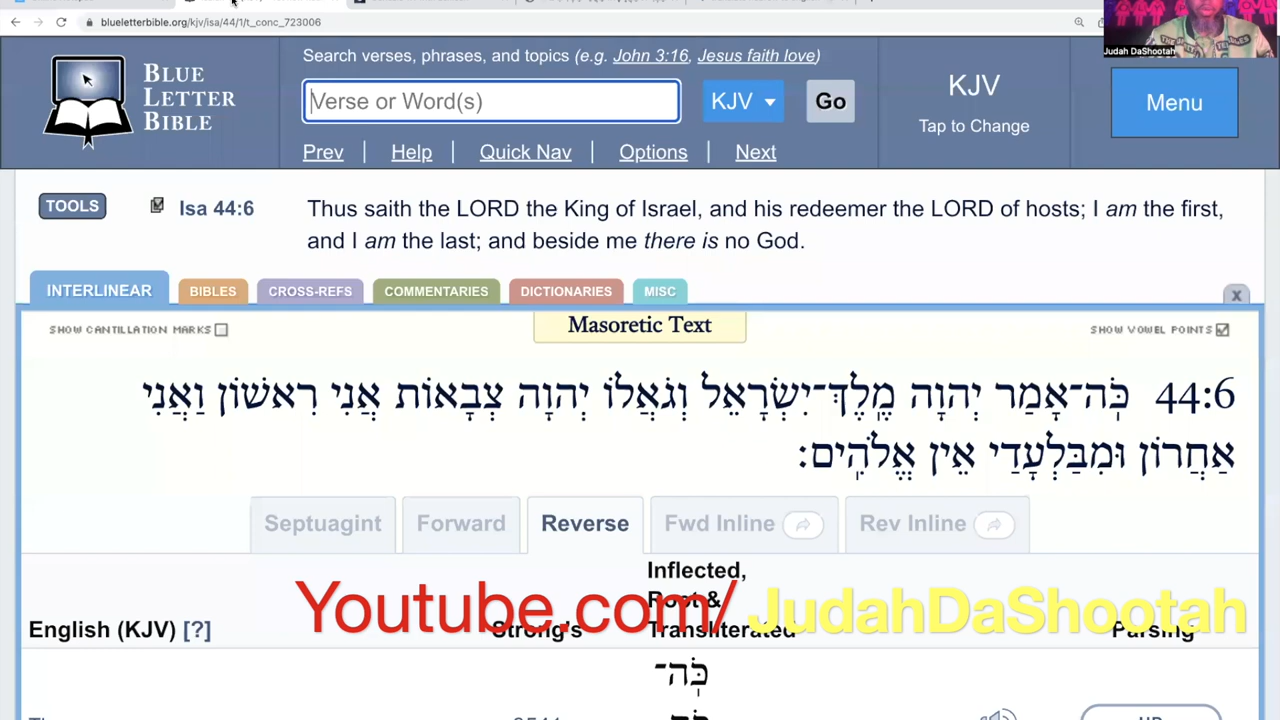 blueletterbible.org/kjv/isa/44/1/t_conc_723006
Judah DaShootah
BLUE
LETTER
BIBLE
Search verses, phrases, and topics (e.g. John 3:16, Jesus faith love)
Verse or Word(s)
KJV
Go
KJV
Tap to Change
Menu
Prev | Help | Quick Nav | Options | Next
TOOLS
Isa 44:6
Thus saith the LORD the King of Israel, and his redeemer the LORD of hosts; I am the first,
and I am the last; and beside me there is no God.
INTERLINEAR BIBLES CROSS-REFS COMMENTARIES DICTIONARIES MISC
x
SHOW CANTILLATION MARKS
Masoretic Text
SHOW VOWEL POINTS
44:6 כֹּֽה־אָמַר יְהוָה מֶֽלֶךְ־יִשְׂרָאֵל וְגֹאֲלוֹ יְהוָה צְבָאוֹת אֲנִי רִאשׁוֹן וַאֲנִי
אַחֲרוֹן וּמִבַּלְעָדַי אֵין אֱלֹהִֽים׃
Septuagint Forward Reverse Fwd Inline Rev Inline
Inflected,
Root &
Transliterated
English (KJV) [?]
Strong's
Parsing
Youtube.com/JudahDaShootah
כֹּֽה־